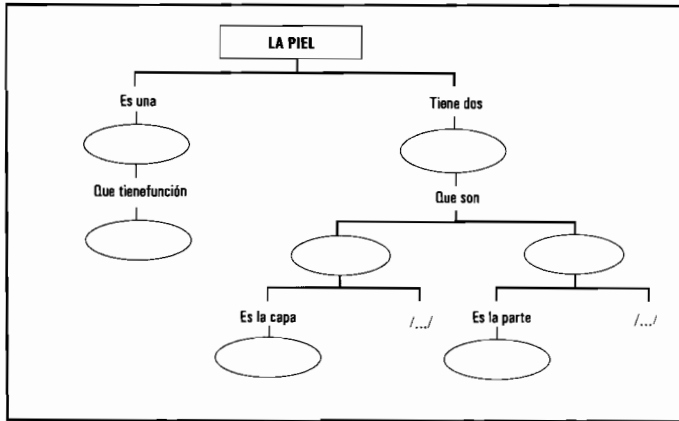 LA PIEL
Es una
Tiene dos
Que tienefunción
Que son
Es la capa
/.../
Es la parte
/.../